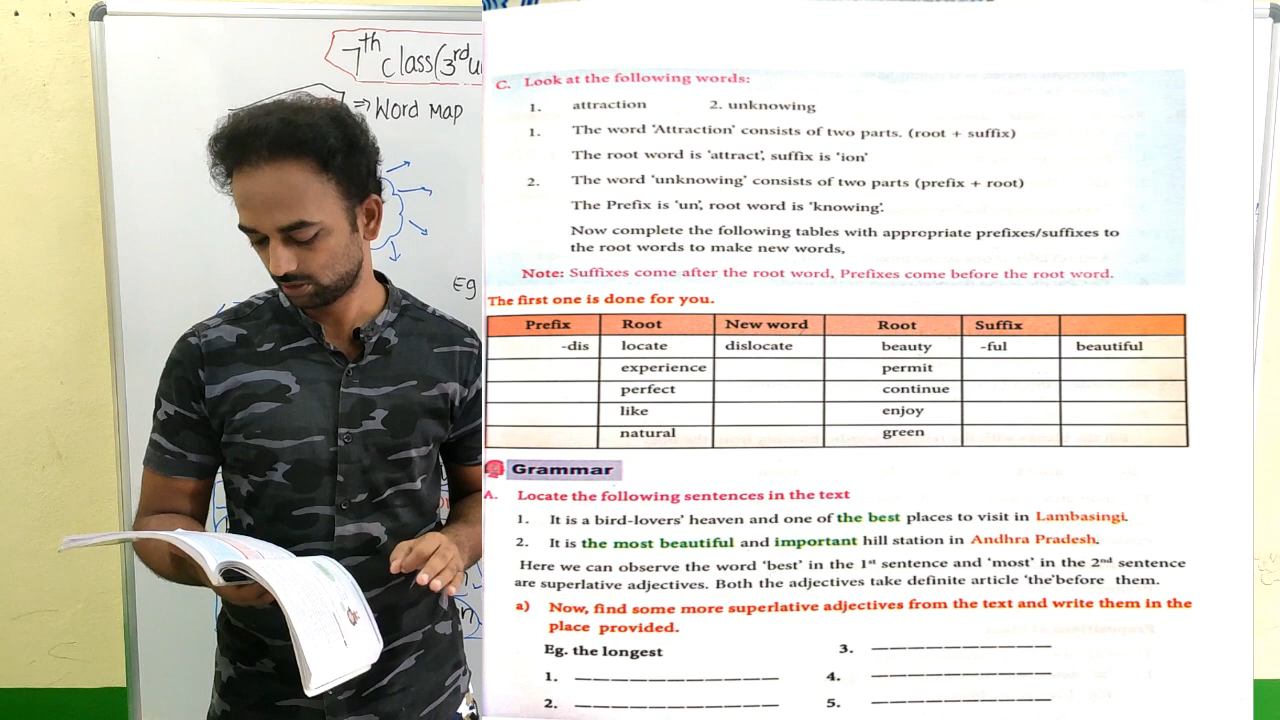 7th class(3rd u
⇒ Word Map
Eg
C. Look at the following words:
1. attraction 2. unknowing
1. The word 'Attraction' consists of two parts. (root + suffix)
The root word is 'attract', suffix is 'ion'
2. The word 'unknowing' consists of two parts (prefix + root)
The Prefix is 'un', root word is 'knowing'.
Now complete the following tables with appropriate prefixes/suffixes to
the root words to make new words,
Note: Suffixes come after the root word, Prefixes come before the root word.
The first one is done for you.
Prefix Root New word Root Suffix
-dis locate dislocate beauty -ful beautiful
experience permit
perfect continue
like enjoy
natural green
Grammar
A. Locate the following sentences in the text
1. It is a bird-lovers' heaven and one of the best places to visit in Lambasingi.
2. It is the most beautiful and important hill station in Andhra Pradesh.
Here we can observe the word 'best' in the 1st sentence and 'most' in the 2nd sentence
are superlative adjectives. Both the adjectives take definite article 'the'before them.
a) Now, find some more superlative adjectives from the text and write them in the
place provided.
Eg. the longest 3. ___________
1. ___________ 4. ___________
2. ___________ 5. ___________